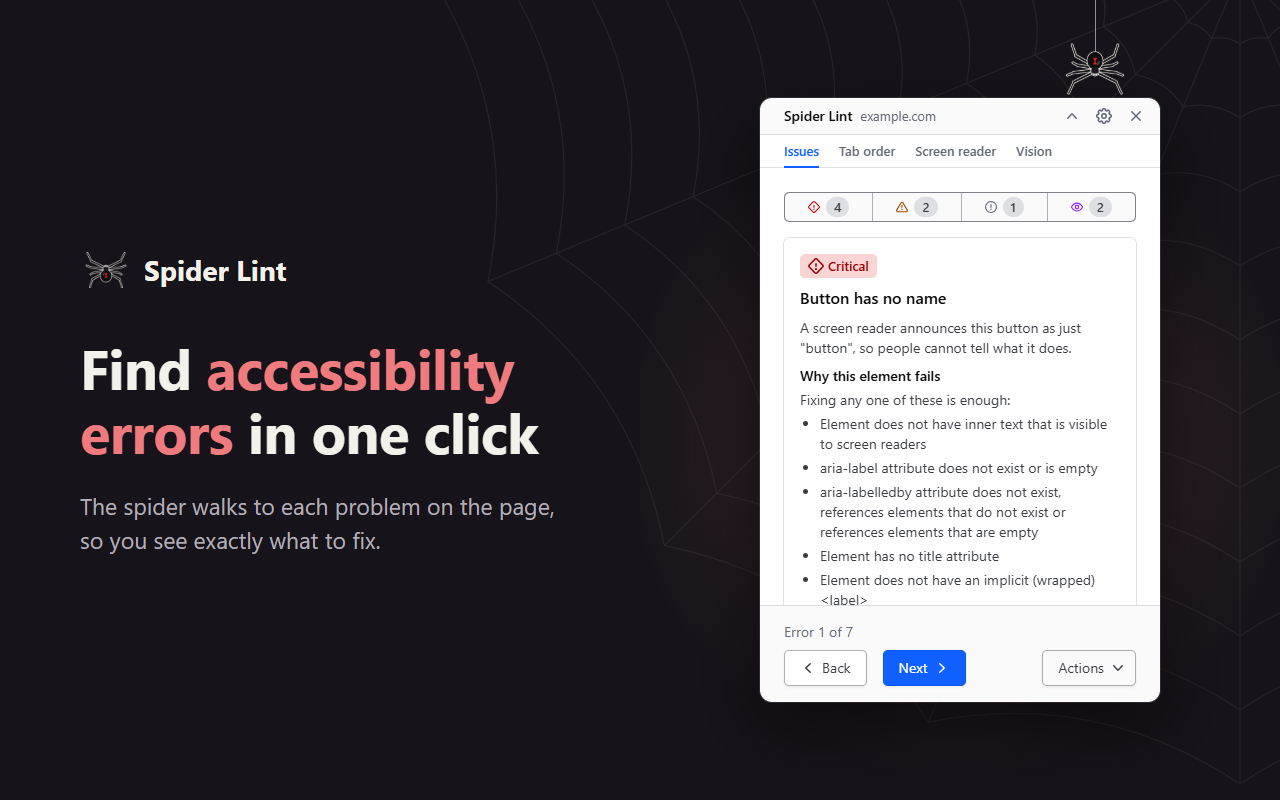 Spider Lint
Find accessibility
errors in one click
The spider walks to each problem on the page,
so you see exactly what to fix.
L
Spider Lint example.com
Issues Tab order Screen reader Vision
4 2 1 2
Critical
Button has no name
A screen reader announces this button as just
"button", so people cannot tell what it does.
Why this element fails
Fixing any one of these is enough:
• Element does not have inner text that is visible
to screen readers
• aria-label attribute does not exist or is empty
• aria-labelledby attribute does not exist,
references elements that do not exist or
references elements that are empty
• Element has no title attribute
• Element does not have an implicit (wrapped)
<label>
Error 1 of 7
Back Next Actions